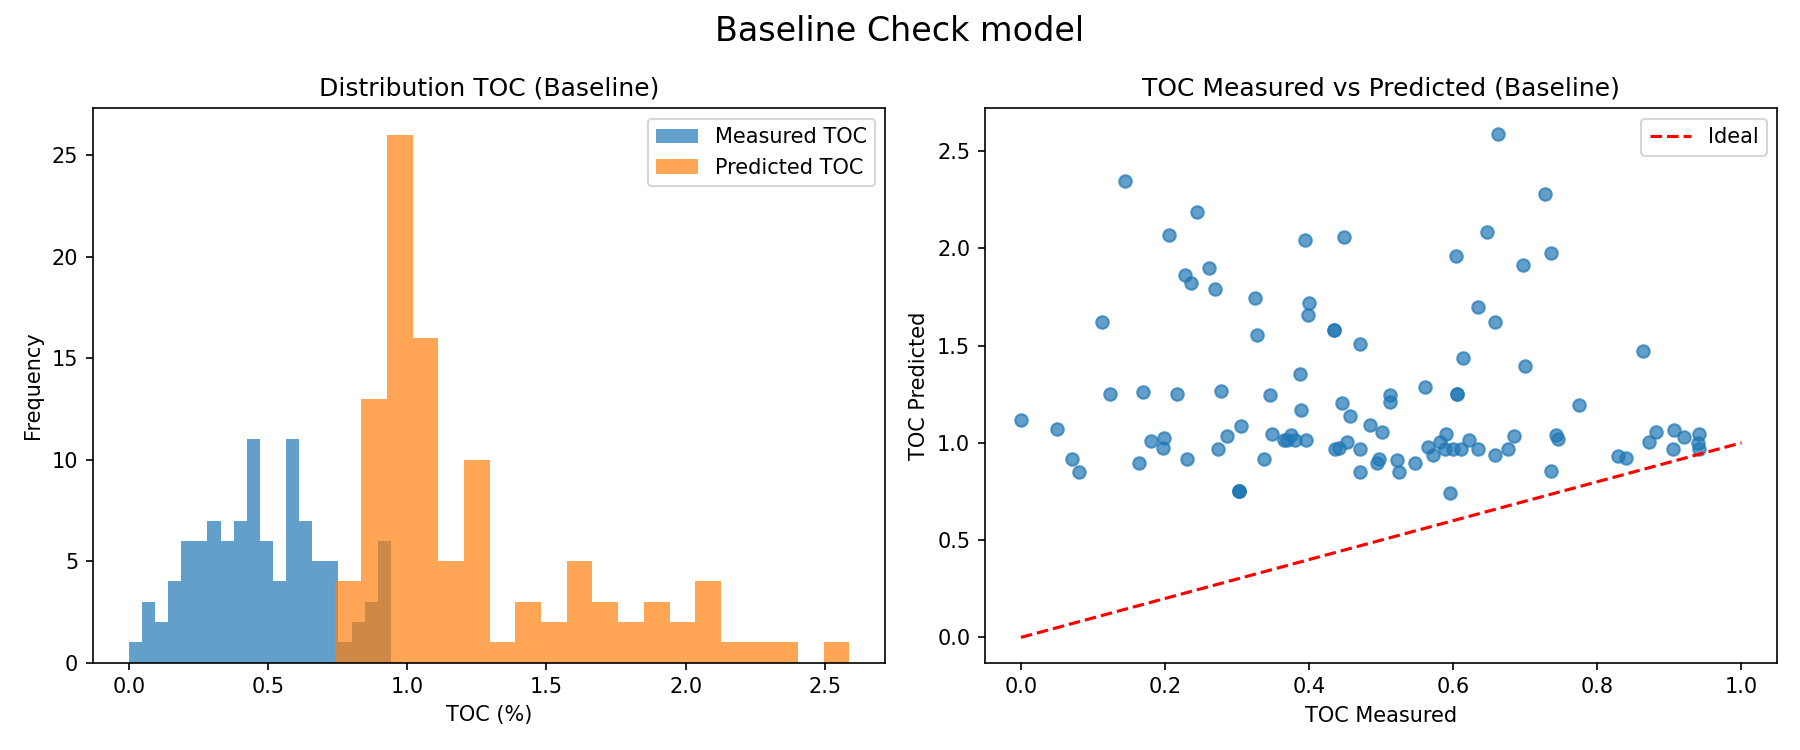 Baseline Check model
Distribution TOC (Baseline)
Measured TOC
Predicted TOC
Frequency
25
20
15
10
5
0
0.0 0.5 1.0 1.5 2.0 2.5
TOC (%)
TOC Measured vs Predicted (Baseline)
Ideal
TOC Predicted
2.5
2.0
1.5
1.0
0.5
0.0
0.0 0.2 0.4 0.6 0.8 1.0
TOC Measured